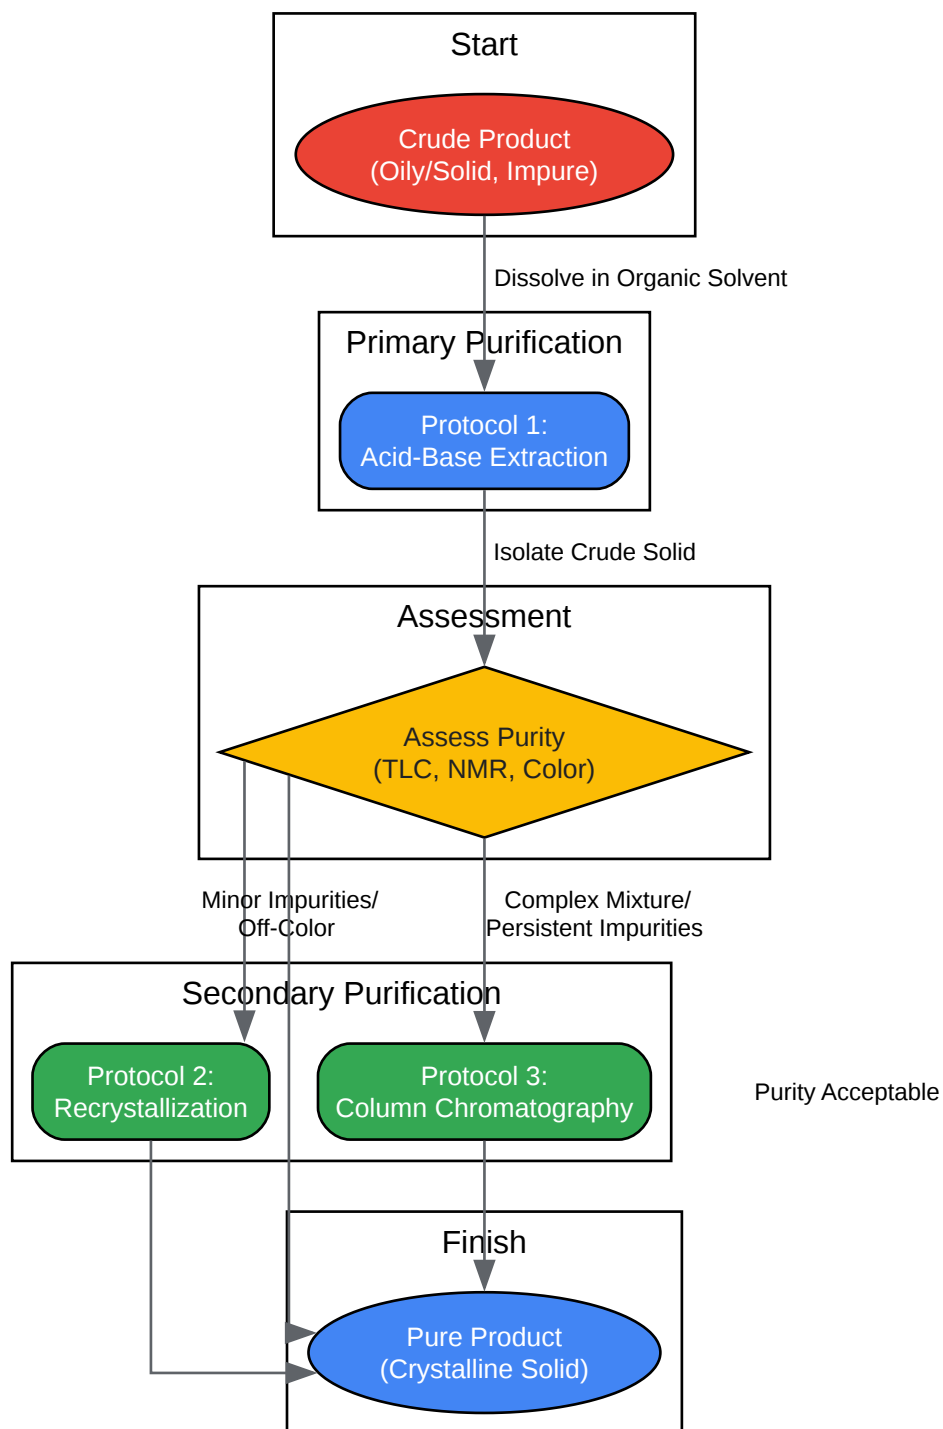 Start
Crude Product
(Oily/Solid, Impure)
Dissolve in Organic Solvent
Primary Purification
Protocol 1:
Acid-Base Extraction
Isolate Crude Solid
Assessment
Assess Purity
(TLC, NMR, Color)
Minor Impurities/
Off-Color
Complex Mixture/
Persistent Impurities
Secondary Purification
Protocol 2:
Recrystallization
Protocol 3:
Column Chromatography
Purity Acceptable
Finish
Pure Product
(Crystalline Solid)